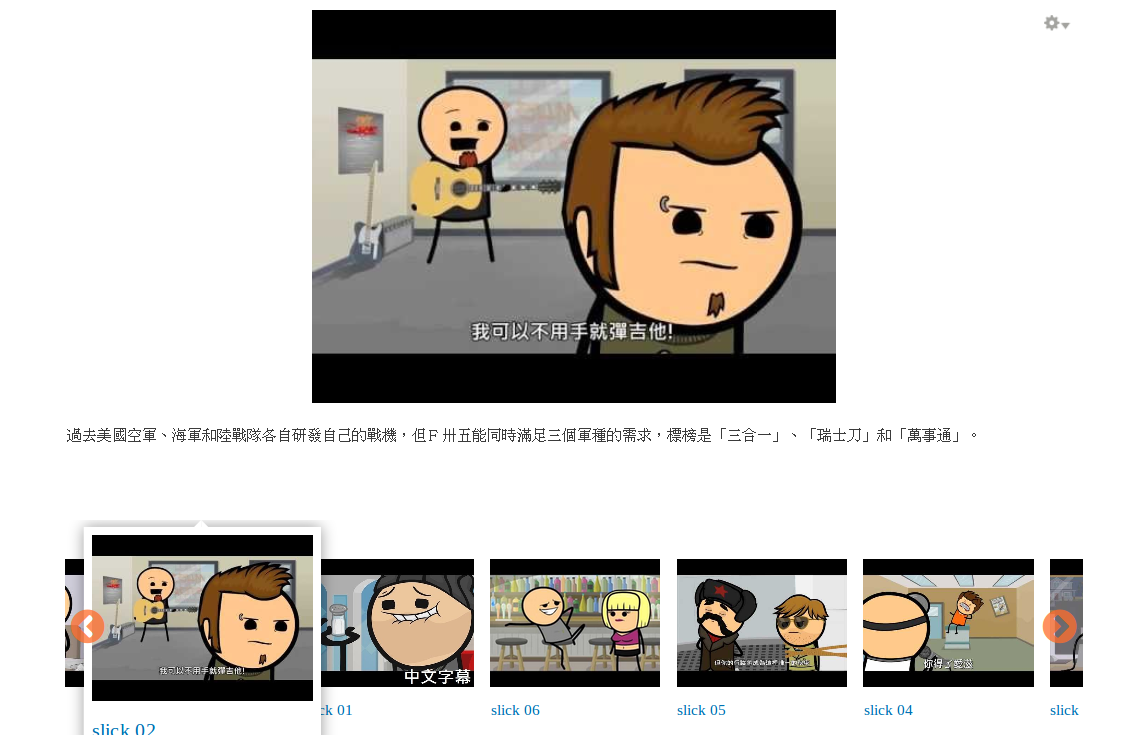 我可以不用手就彈吉他!
過去美國空軍、海軍和陸戰隊各自研發自己的戰機，但Ｆ卅五能同時滿足三個軍種的需求，標榜是「三合一」、「瑞士刀」和「萬事通」。
我可以不用手就彈吉他!
中文字幕
你得了愛滋
slick 02
ck 01
slick 06
slick 05
slick 04
slick